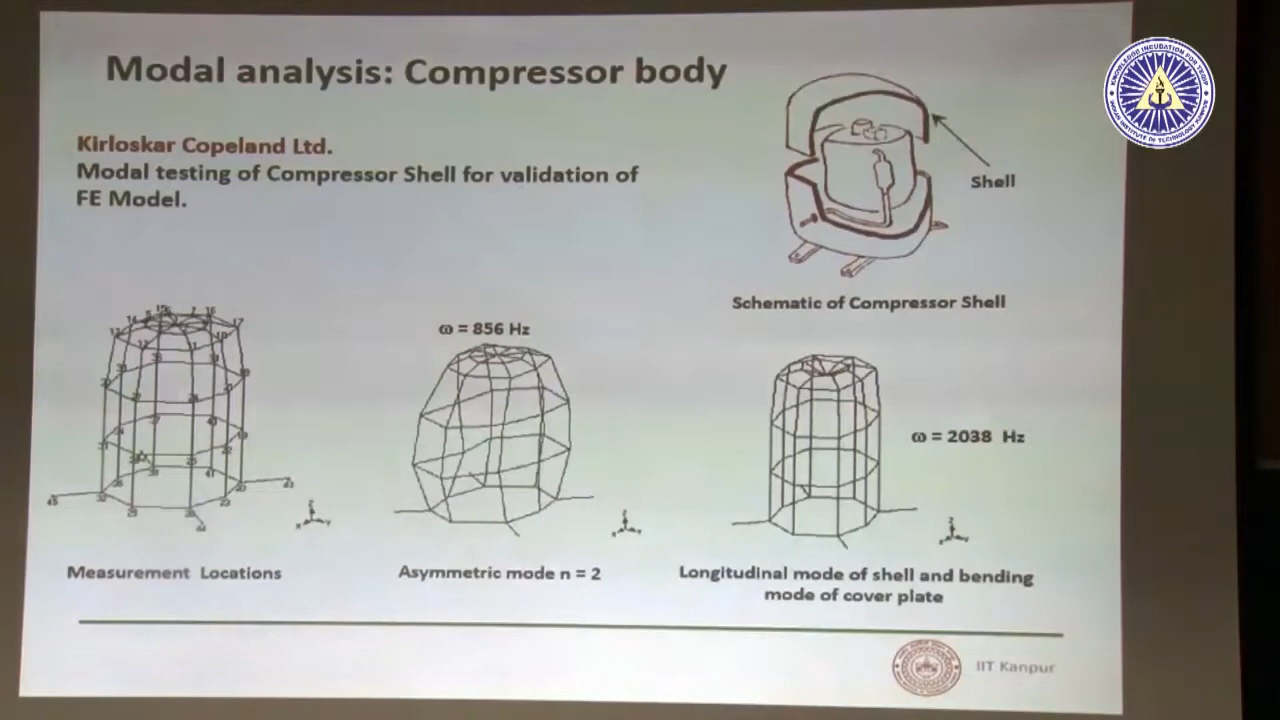 Modal analysis: Compressor body
Kirloskar Copeland Ltd.
Modal testing of Compressor Shell for validation of
FE Model.
Shell
Schematic of Compressor Shell
ω = 856 Hz
ω = 2038 Hz
Measurement Locations
Asymmetric mode n = 2
Longitudinal mode of shell and bending
mode of cover plate
IIT Kanpur